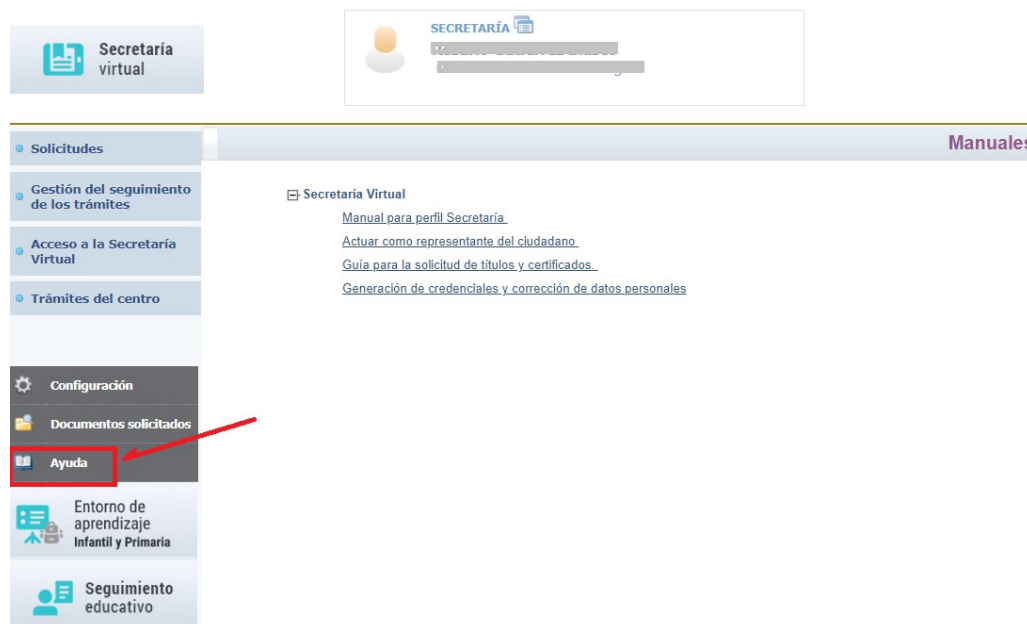 Secretaría
virtual
SECRETARÍA
Manuales
Solicitudes
Gestión del seguimiento
de los trámites
Acceso a la Secretaría
Virtual
Trámites del centro
Secretaría Virtual
Manual para perfil Secretaría
Actuar como representante del ciudadano
Guía para la solicitud de títulos y certificados.
Generación de credenciales y corrección de datos personales
Configuración
Documentos solicitados
Ayuda
Entorno de
aprendizaje
Infantil y Primaria
Seguimiento
educativo